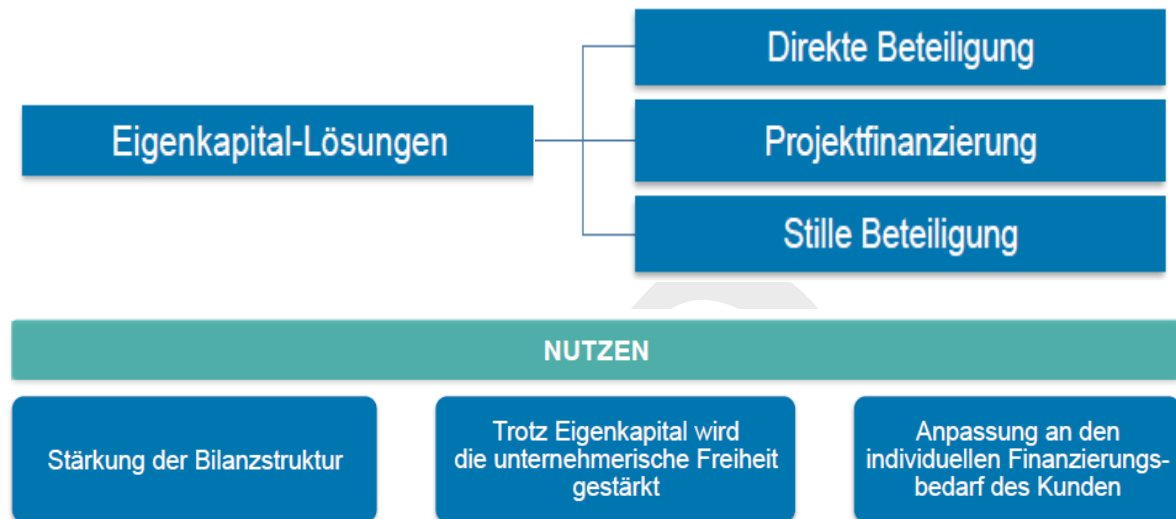 Direkte Beteiligung
Eigenkapital-Lösungen
Projektfinanzierung
Stille Beteiligung
NUTZEN
Stärkung der Bilanzstruktur
Trotz Eigenkapital wird
die unternehmerische Freiheit
gestärkt
Anpassung an den
individuellen Finanzierungs-
bedarf des Kunden